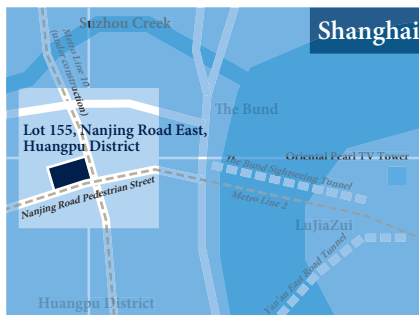 Shanghai
Suzhou Creek
Metro Line 10
(under construction)
The Bund
Lot 155, Nanjing Road East,
Huangpu District
The Bund Sightseeing Tunnel
Oriental Pearl TV Tower
Nanjing Road Pedestrian Street
Metro Line 2
LuJiaZui
Yan'an East Road Tunnel
Huangpu District